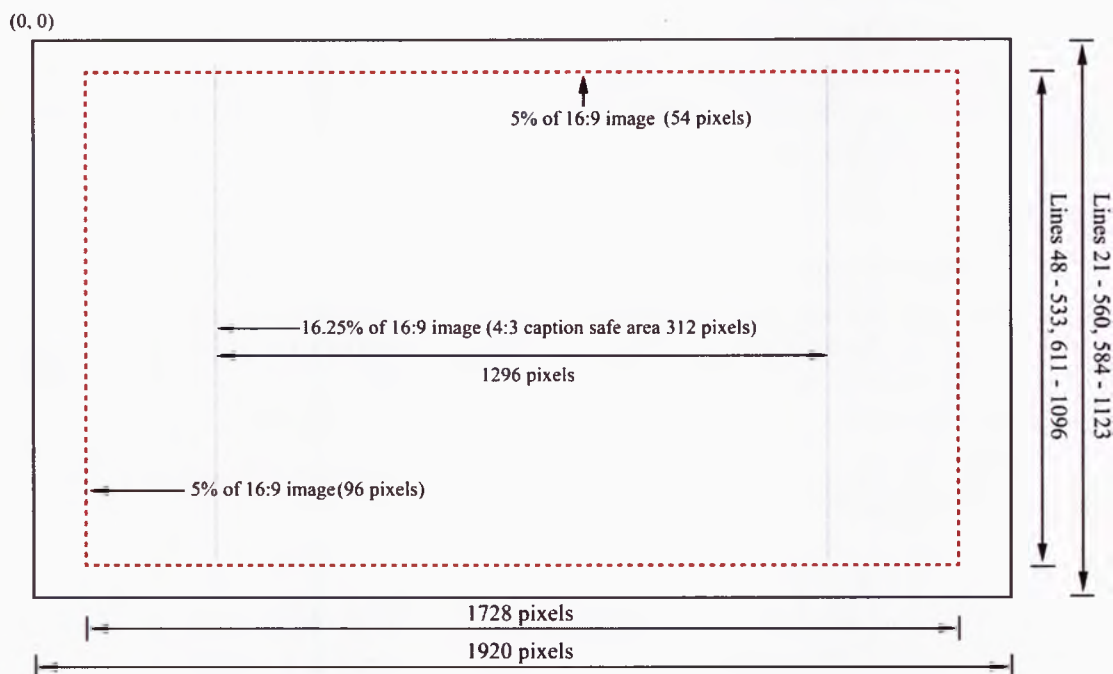 (0, 0)
5% of 16:9 image (54 pixels)
16.25% of 16:9 image (4:3 caption safe area 312 pixels)
1296 pixels
5% of 16:9 image(96 pixels)
1728 pixels
1920 pixels
Lines 48 - 533, 611 - 1096
Lines 21 - 560, 584 - 1123